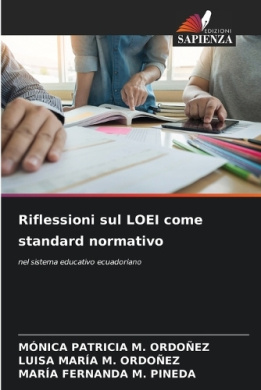 EDIZIONI
SAPIENZA
Riflessioni sul LOEI come
standard normativo
nel sistema educativo ecuadoriano
MÓNICA PATRICIA M. ORDOÑEZ
LUISA MARÍA M. ORDOÑEZ
MARÍA FERNANDA M. PINEDA